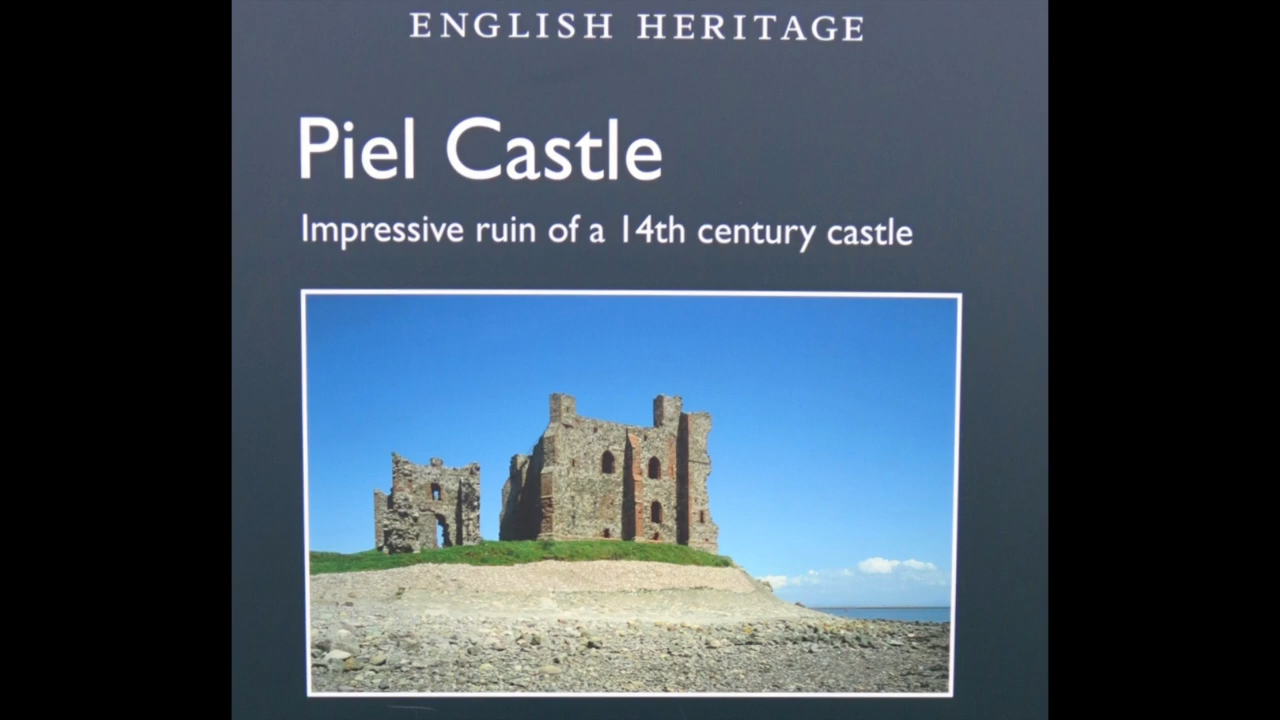 ENGLISH HERITAGE
Piel Castle
Impressive ruin of a 14th century castle